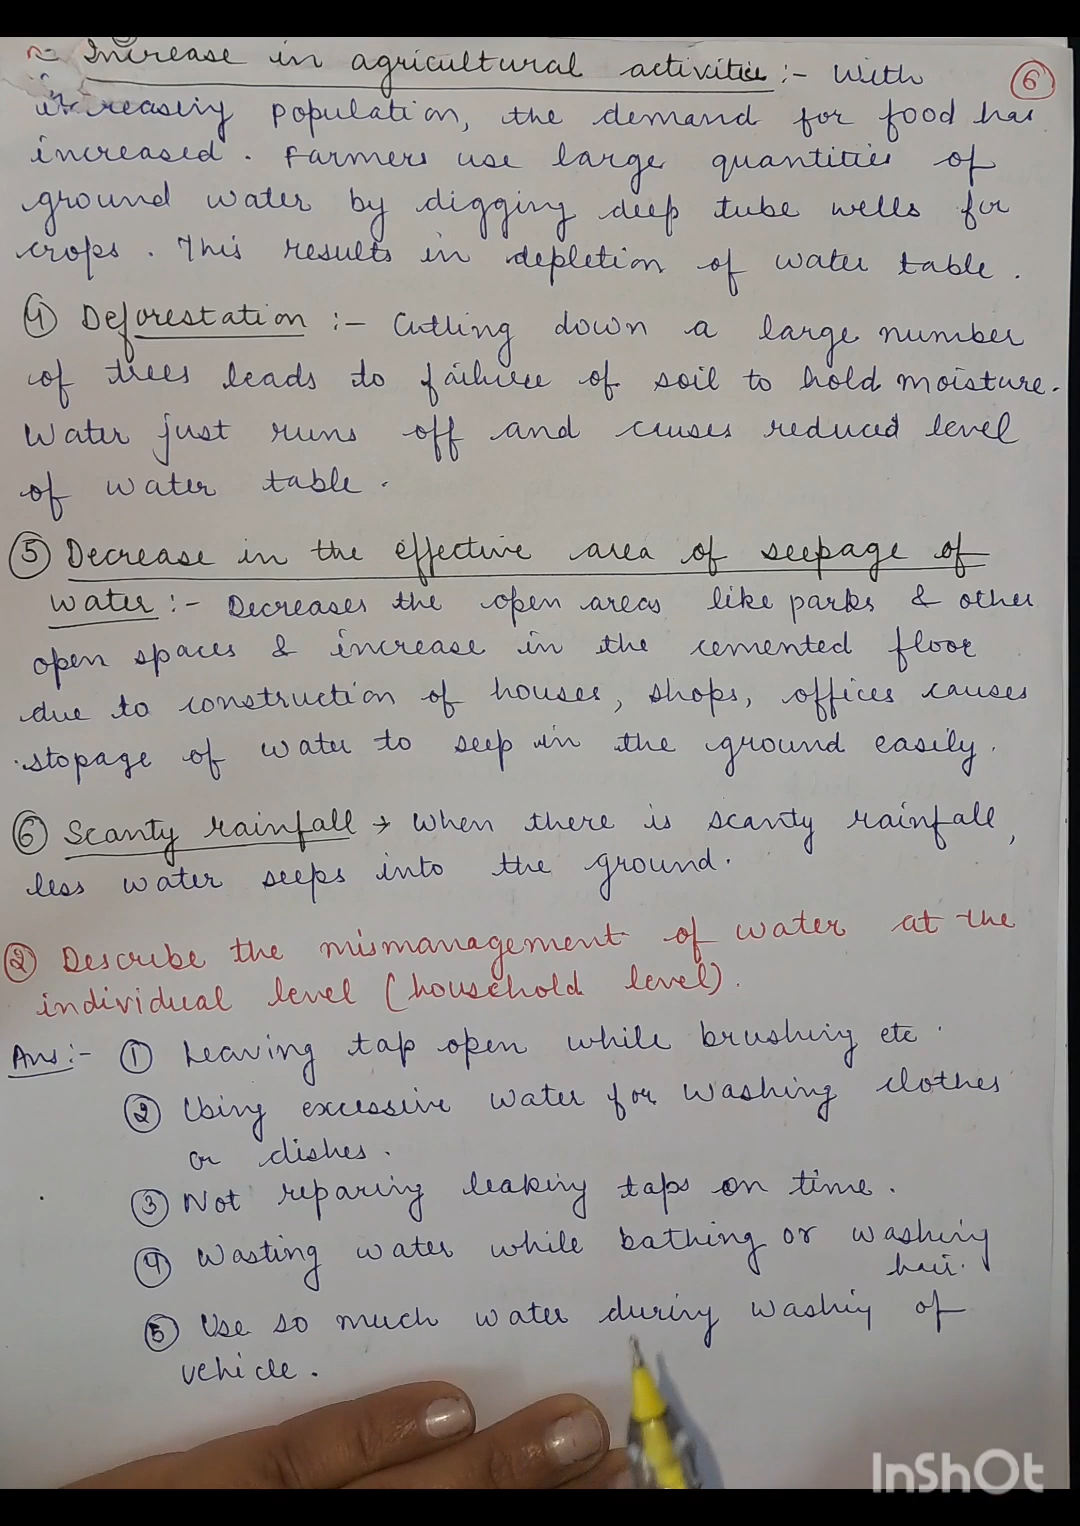 Increase in agricultural activities :- With
⑥
increasing population, the demand for food has
increased. Farmers use large quantities of
ground water by digging deep tube wells for
crops. This results in depletion of water table.
④ Deforestation :- Cutting down a large number
of trees leads to failure of soil to hold moisture.
Water just runs off and causes reduced level
of water table.
⑤ Decrease in the effective area of seepage of
water :- Decreases the open areas like parks & other
open spaces & increase in the cemented floor
due to construction of houses, shops, offices causes
stopage of water to seep in the ground easily.
⑥ Scanty rainfall → When there is scanty rainfall,
less water seeps into the ground.
② Describe the mismanagement of water at the
individual level (household level).
Ans:- ① Leaving tap open while brushing etc.
② Using excessive water for washing clothes
or dishes.
③ Not reparing leaking taps on time.
④ Wasting water while bathing or washing
hair.
⑤ Use so much water during washing of
vehicle.
InShOt